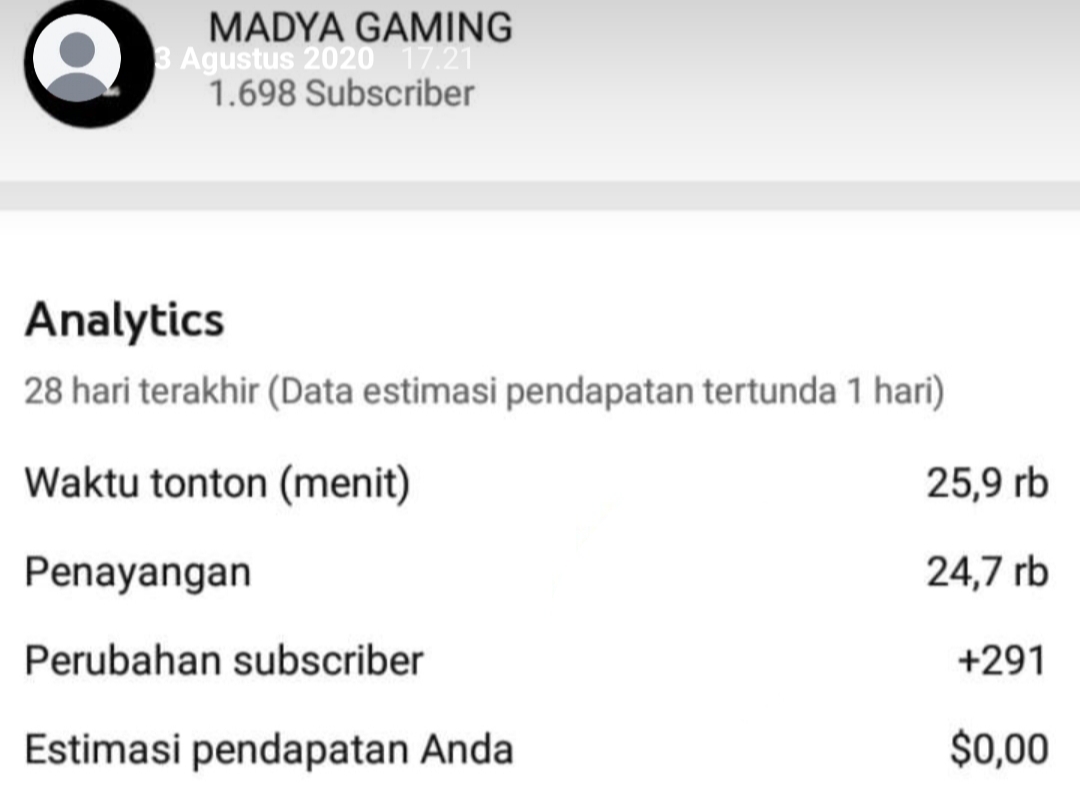 MADYA GAMING
3 Agustus 2020 17.21
1.698 Subscriber
Analytics
28 hari terakhir (Data estimasi pendapatan tertunda 1 hari)
Waktu tonton (menit) 25,9 rb
Penayangan 24,7 rb
Perubahan subscriber +291
Estimasi pendapatan Anda $0,00